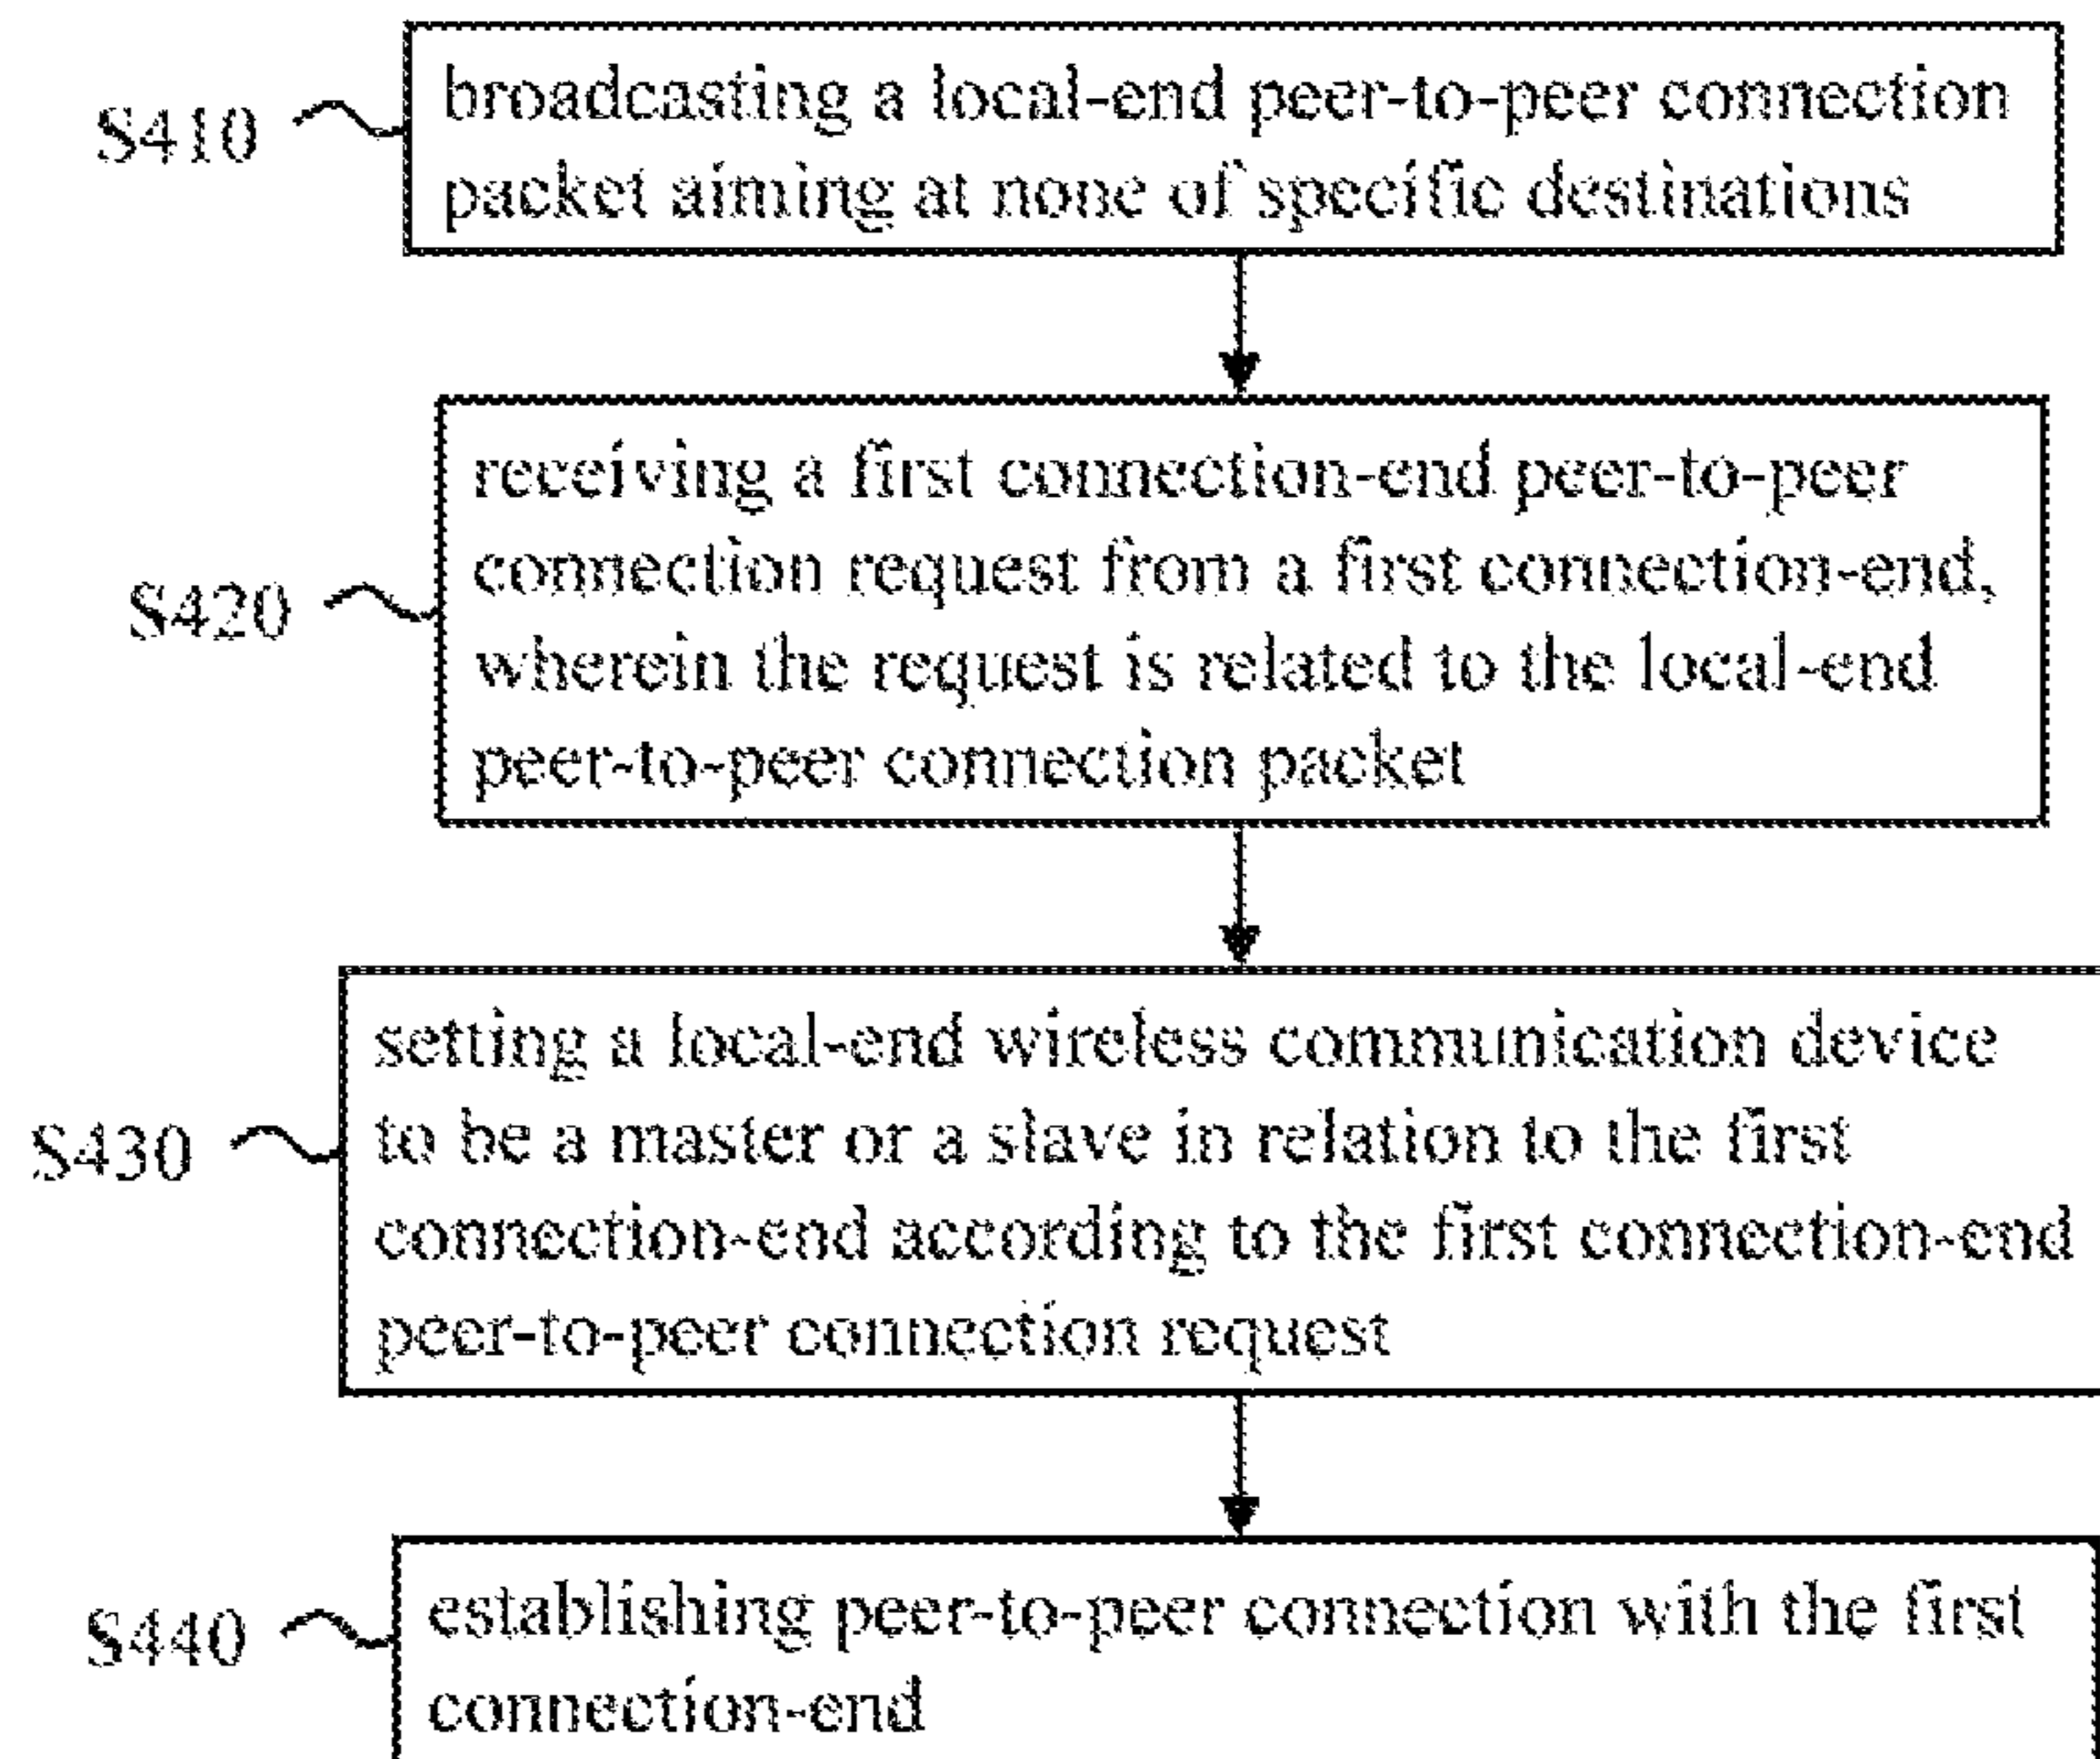 S410
broadcasting a local-end peer-to-peer connection
packet aiming at none of specific destinations
S420
receiving a first connection-end peer-to-peer
connection request from a first connection-end,
wherein the request is related to the local-end
peer-to-peer connection packet
S430
setting a local-end wireless communication device
to be a master or a slave in relation to the first
connection-end according to the first connection-end
peer-to-peer connection request
S440
establishing peer-to-peer connection with the first
connection-end